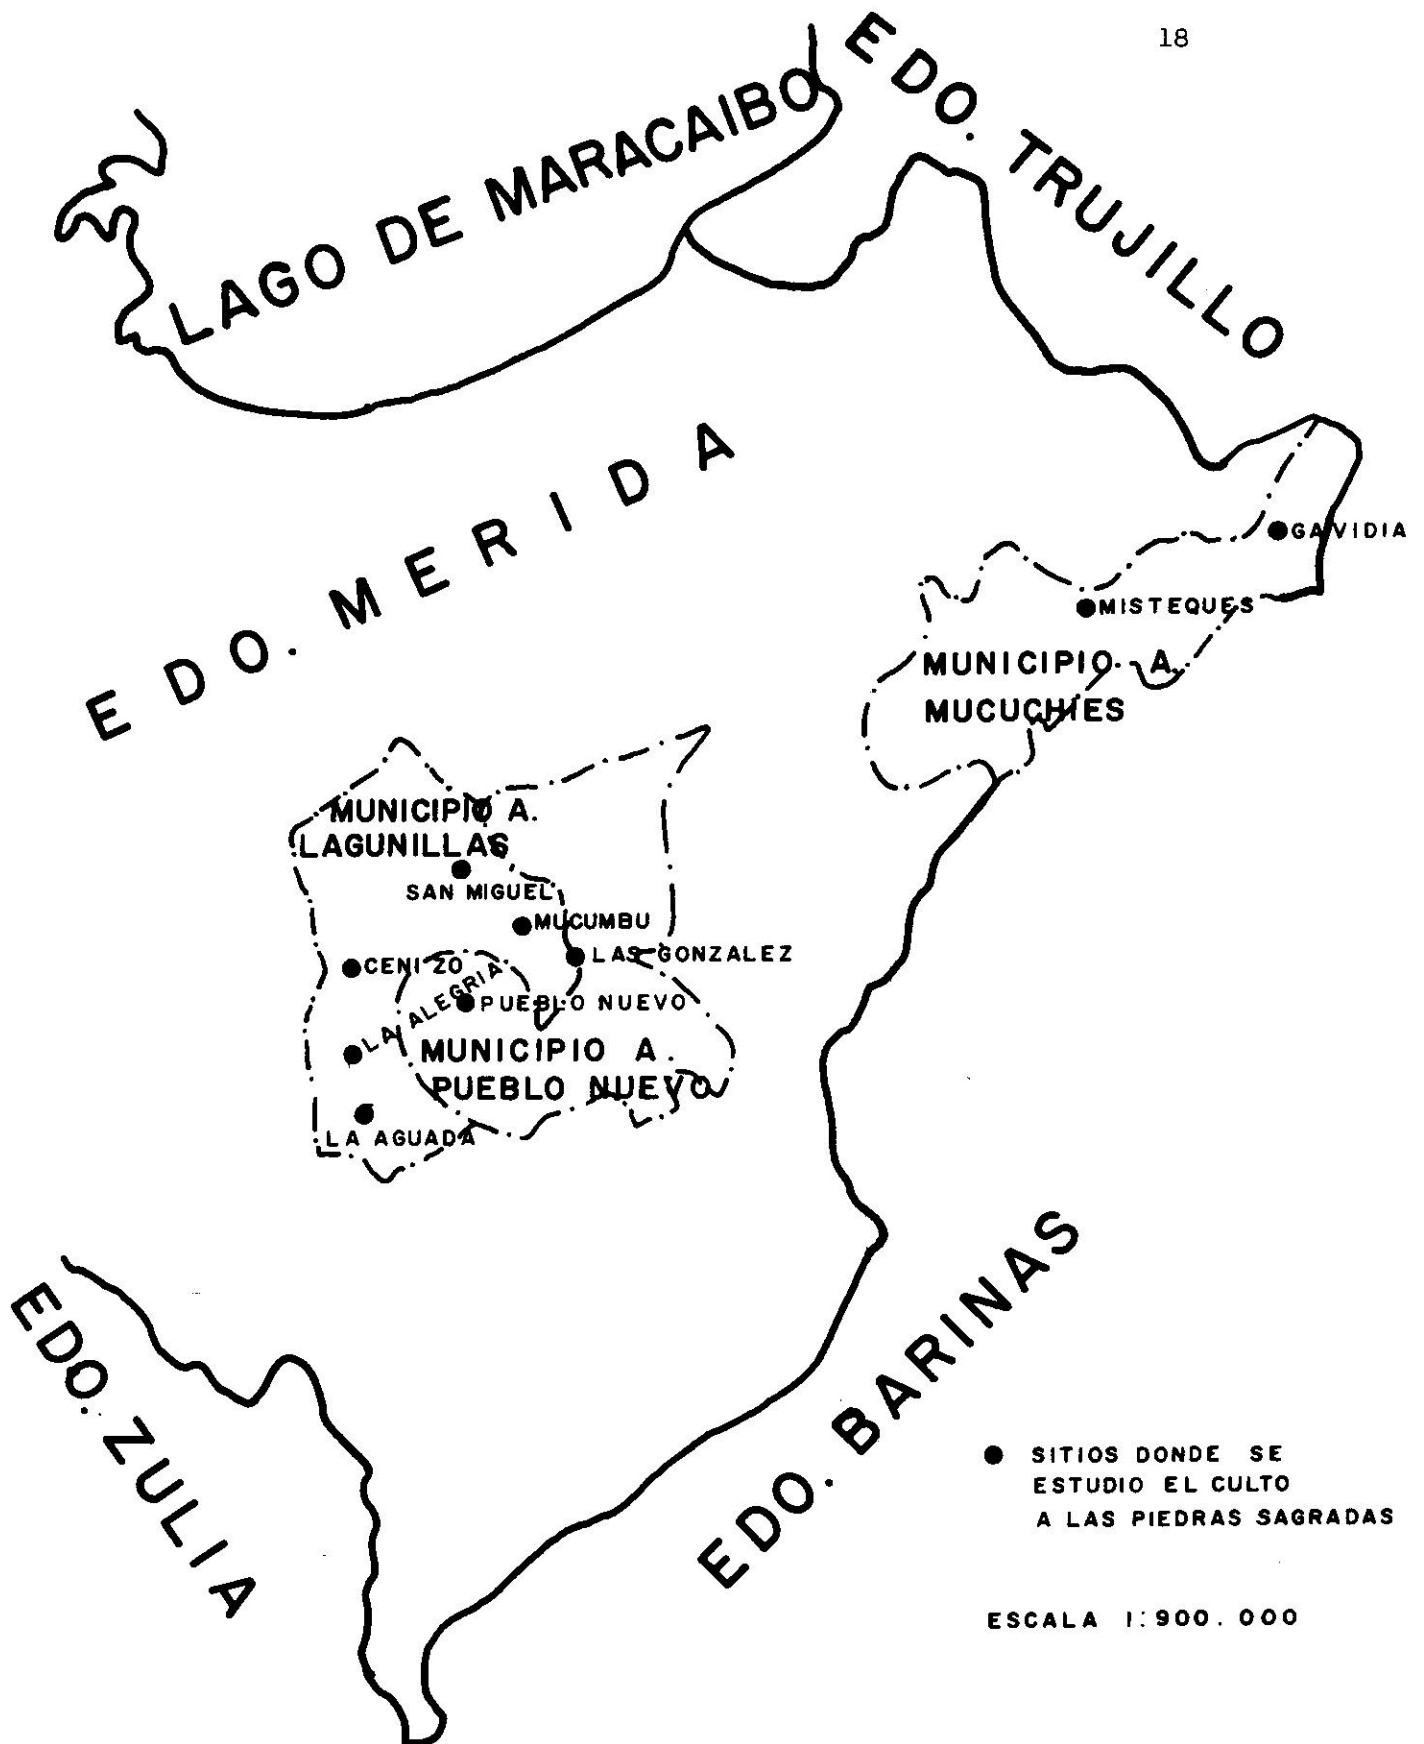 18
LAGO DE MARACAIBO
EDO. TRUJILLO
EDO. MERIDA
GAVIDIA
MISTEQUES
MUNICIPIO A.
MUCUCHIES
MUNICIPIO A.
LAGUNILLAS
SAN MIGUEL
MUCUMBU
LAS GONZALEZ
CENIZO
LA ALEGRIA
PUEBLO NUEVO
MUNICIPIO A.
PUEBLO NUEVO
LA AGUADA
EDO. ZULIA
EDO. BARINAS
SITIOS DONDE SE
ESTUDIO EL CULTO
A LAS PIEDRAS SAGRADAS
ESCALA 1:900.000